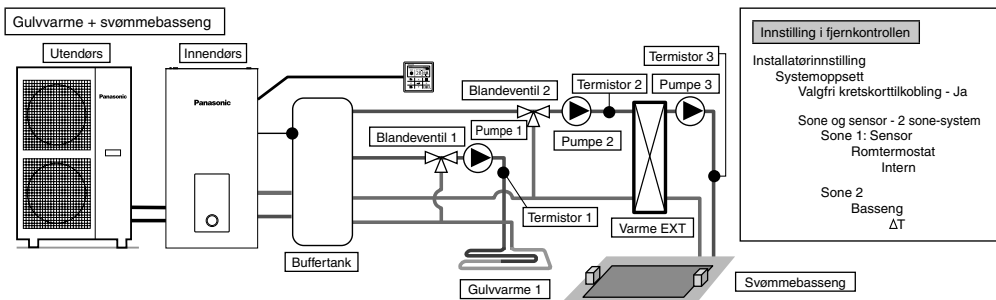 Gulvvarme + svømmebasseng
Utendørs
Innendørs
Panasonic
Panasonic
Blandeventil 2
Termistor 2
Termistor 3
Pumpe 3
Blandeventil 1
Pumpe 1
Pumpe 2
Termistor 1
Varme EXT
Buffertank
Gulvvarme 1
Svømmebasseng
Innstilling i fjernkontrollen
Installatørinnstilling
Systemoppsett
Valgfri kretskorttilkobling - Ja
Sone og sensor - 2 sone-system
Sone 1: Sensor
Romtermostat
Intern
Sone 2
Basseng
ΔT